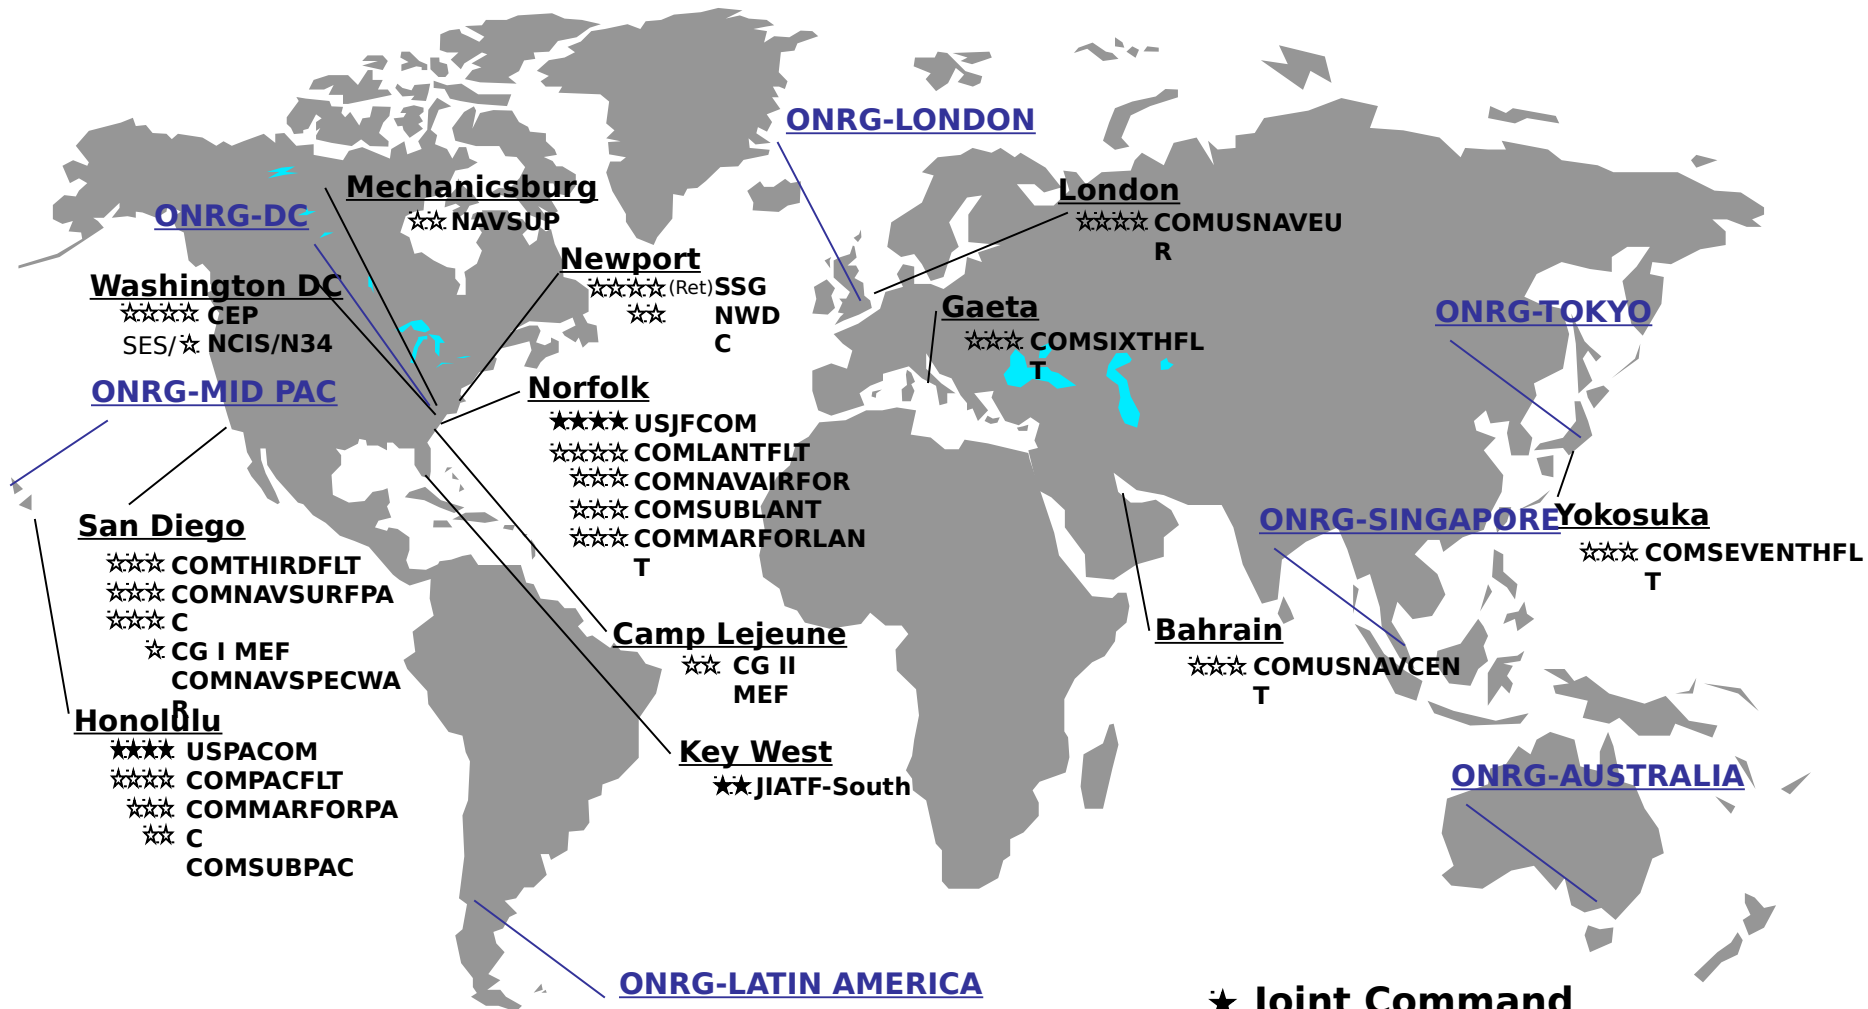 ONRG-LONDON
Mechanicsburg
☆☆ NAVSUP
ONRG-DC
London
☆☆☆☆ COMUSNAVEU
R
Newport
☆☆☆☆ (Ret) SSG
☆☆ NWD
C
Washington DC
☆☆☆☆ CEP
SES/☆ NCIS/N34
Gaeta
☆☆☆ COMSIXTHFL
T
ONRG-TOKYO
ONRG-MID PAC
Norfolk
★★★★ USJFCOM
☆☆☆☆ COMLANTFLT
☆☆☆ COMNAVAIRFOR
☆☆☆ COMSUBLANT
☆☆☆ COMMARFORLAN
T
San Diego
☆☆☆ COMTHIRDFLT
☆☆☆ COMNAVSURFPA
☆☆☆ C
☆ CG I MEF
COMNAVSPECWA
R
ONRG-SINGAPORE
Yokosuka
☆☆☆ COMSEVENTHFL
T
Camp Lejeune
☆☆ CG II
MEF
Bahrain
☆☆☆ COMUSNAVCEN
T
Honolulu
★★★★ USPACOM
☆☆☆☆ COMPACFLT
☆☆☆ COMMARFORPA
☆☆ C
COMSUBPAC
Key West
★★ JIATF-South
ONRG-AUSTRALIA
ONRG-LATIN AMERICA
★ Joint Command